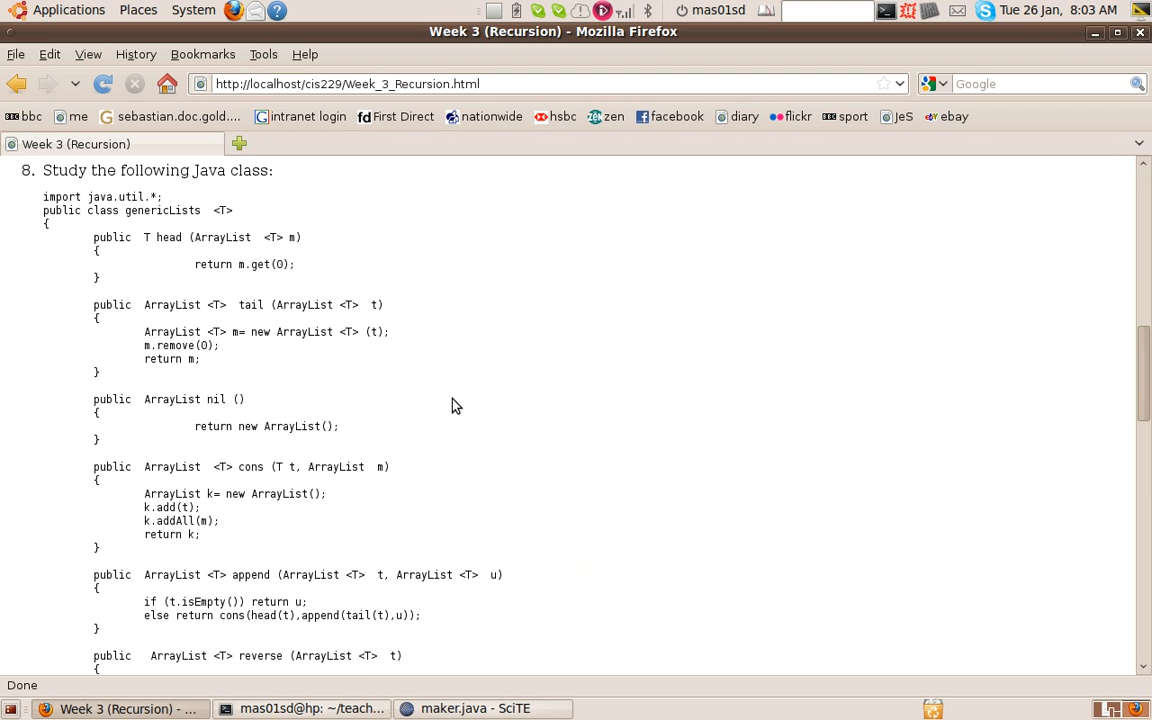 Applications Places System mas01sd Tue 26 Jan, 8:03 AM
Week 3 (Recursion) - Mozilla Firefox
File Edit View History Bookmarks Tools Help
http://localhost/cis229/Week_3_Recursion.html Google
bbc me sebastian.doc.gold.... intranet login First Direct nationwide hsbc zen facebook diary flickr sport JeS ebay
Week 3 (Recursion)
8. Study the following Java class:
import java.util.*;
public class genericLists <T>
{
public T head (ArrayList <T> m)
{
return m.get(0);
}
public ArrayList <T> tail (ArrayList <T> t)
{
ArrayList <T> m= new ArrayList <T> (t);
m.remove(0);
return m;
}
public ArrayList nil ()
{
return new ArrayList();
}
public ArrayList <T> cons (T t, ArrayList m)
{
ArrayList k= new ArrayList();
k.add(t);
k.addAll(m);
return k;
}
public ArrayList <T> append (ArrayList <T> t, ArrayList <T> u)
{
if (t.isEmpty()) return u;
else return cons(head(t),append(tail(t),u));
}
public ArrayList <T> reverse (ArrayList <T> t)
{
Done
Week 3 (Recursion) - ... mas01sd@hp: ~/teach... maker.java - SciTE